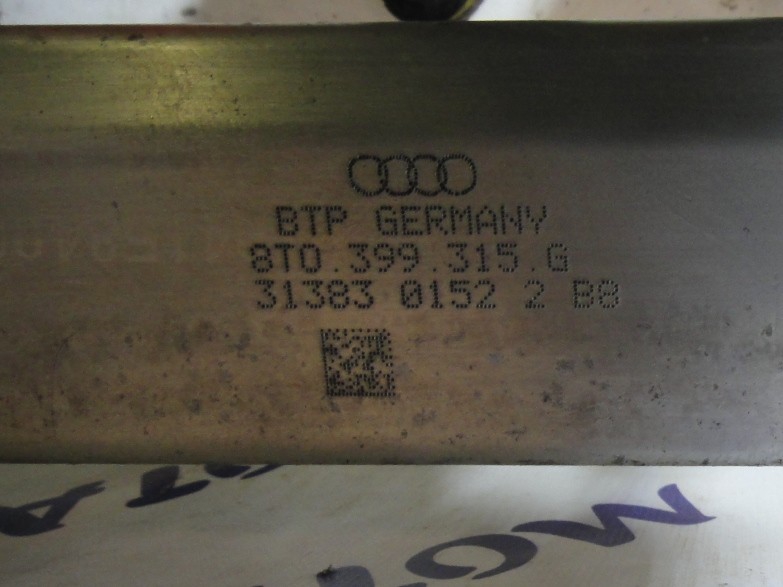 BTP GERMANY
8T0.399.315.G
31383 0152 2 B8